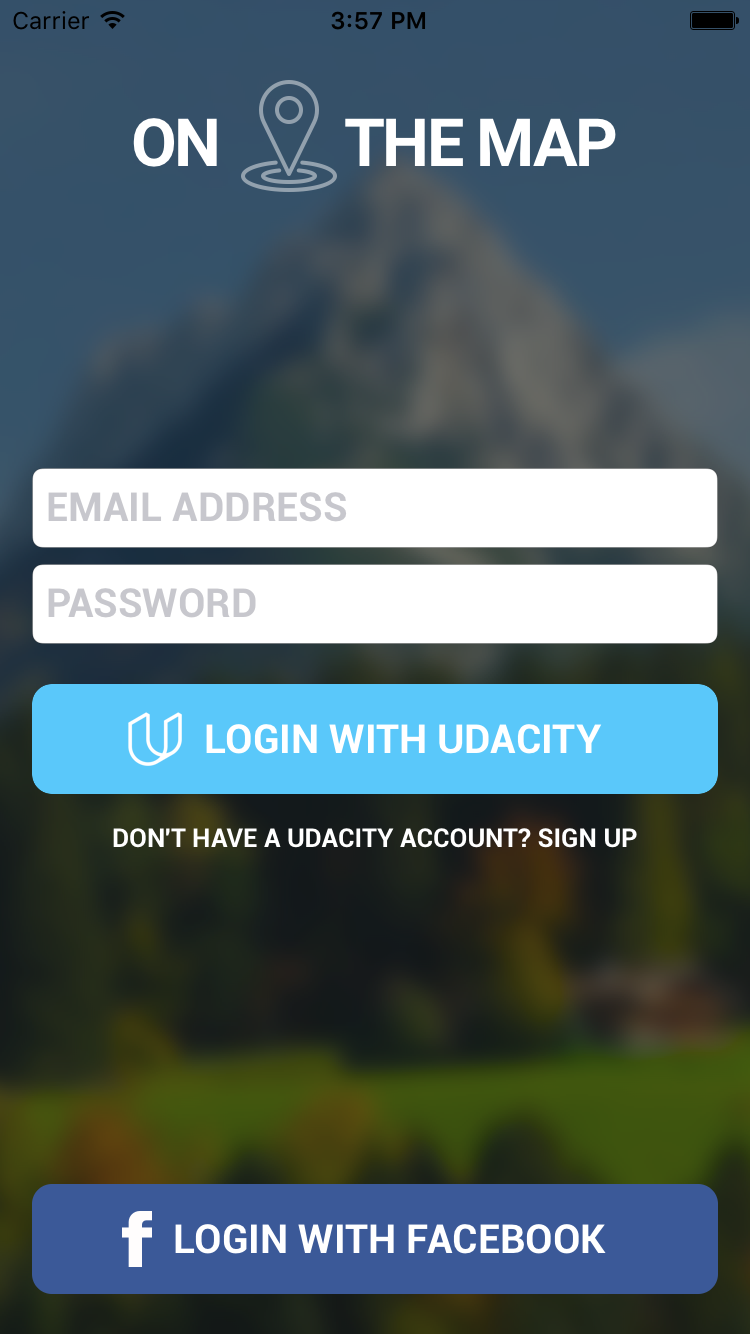 Carrier 3:57 PM
ON THE MAP
EMAIL ADDRESS
PASSWORD
LOGIN WITH UDACITY
DON'T HAVE A UDACITY ACCOUNT? SIGN UP
f LOGIN WITH FACEBOOK